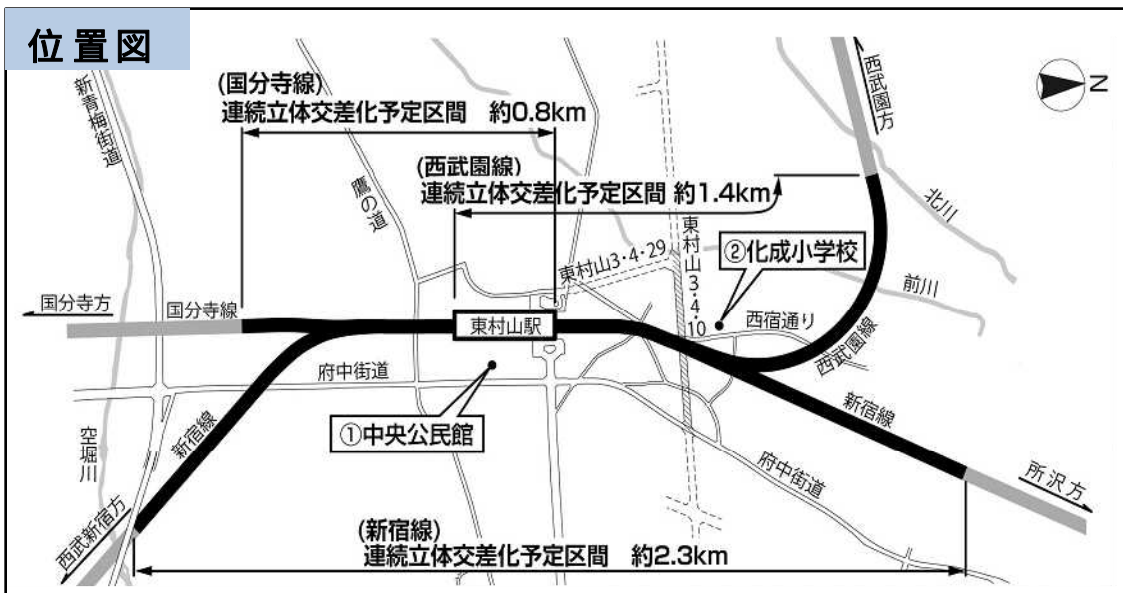 位置図
(国分寺線)
連続立体交差化予定区間 約0.8km
(西武園線)
連続立体交差化予定区間 約1.4km
新青梅街道
鷹の道
西武園方
N
北川
前川
東村山3・4・29
東村山3・4・10
②化成小学校
西宿通り
西武園線
国分寺方
国分寺線
東村山駅
府中街道
①中央公民館
新宿線
空堀川
西武新宿方
新宿線
府中街道
所沢方
(新宿線)
連続立体交差化予定区間 約2.3km